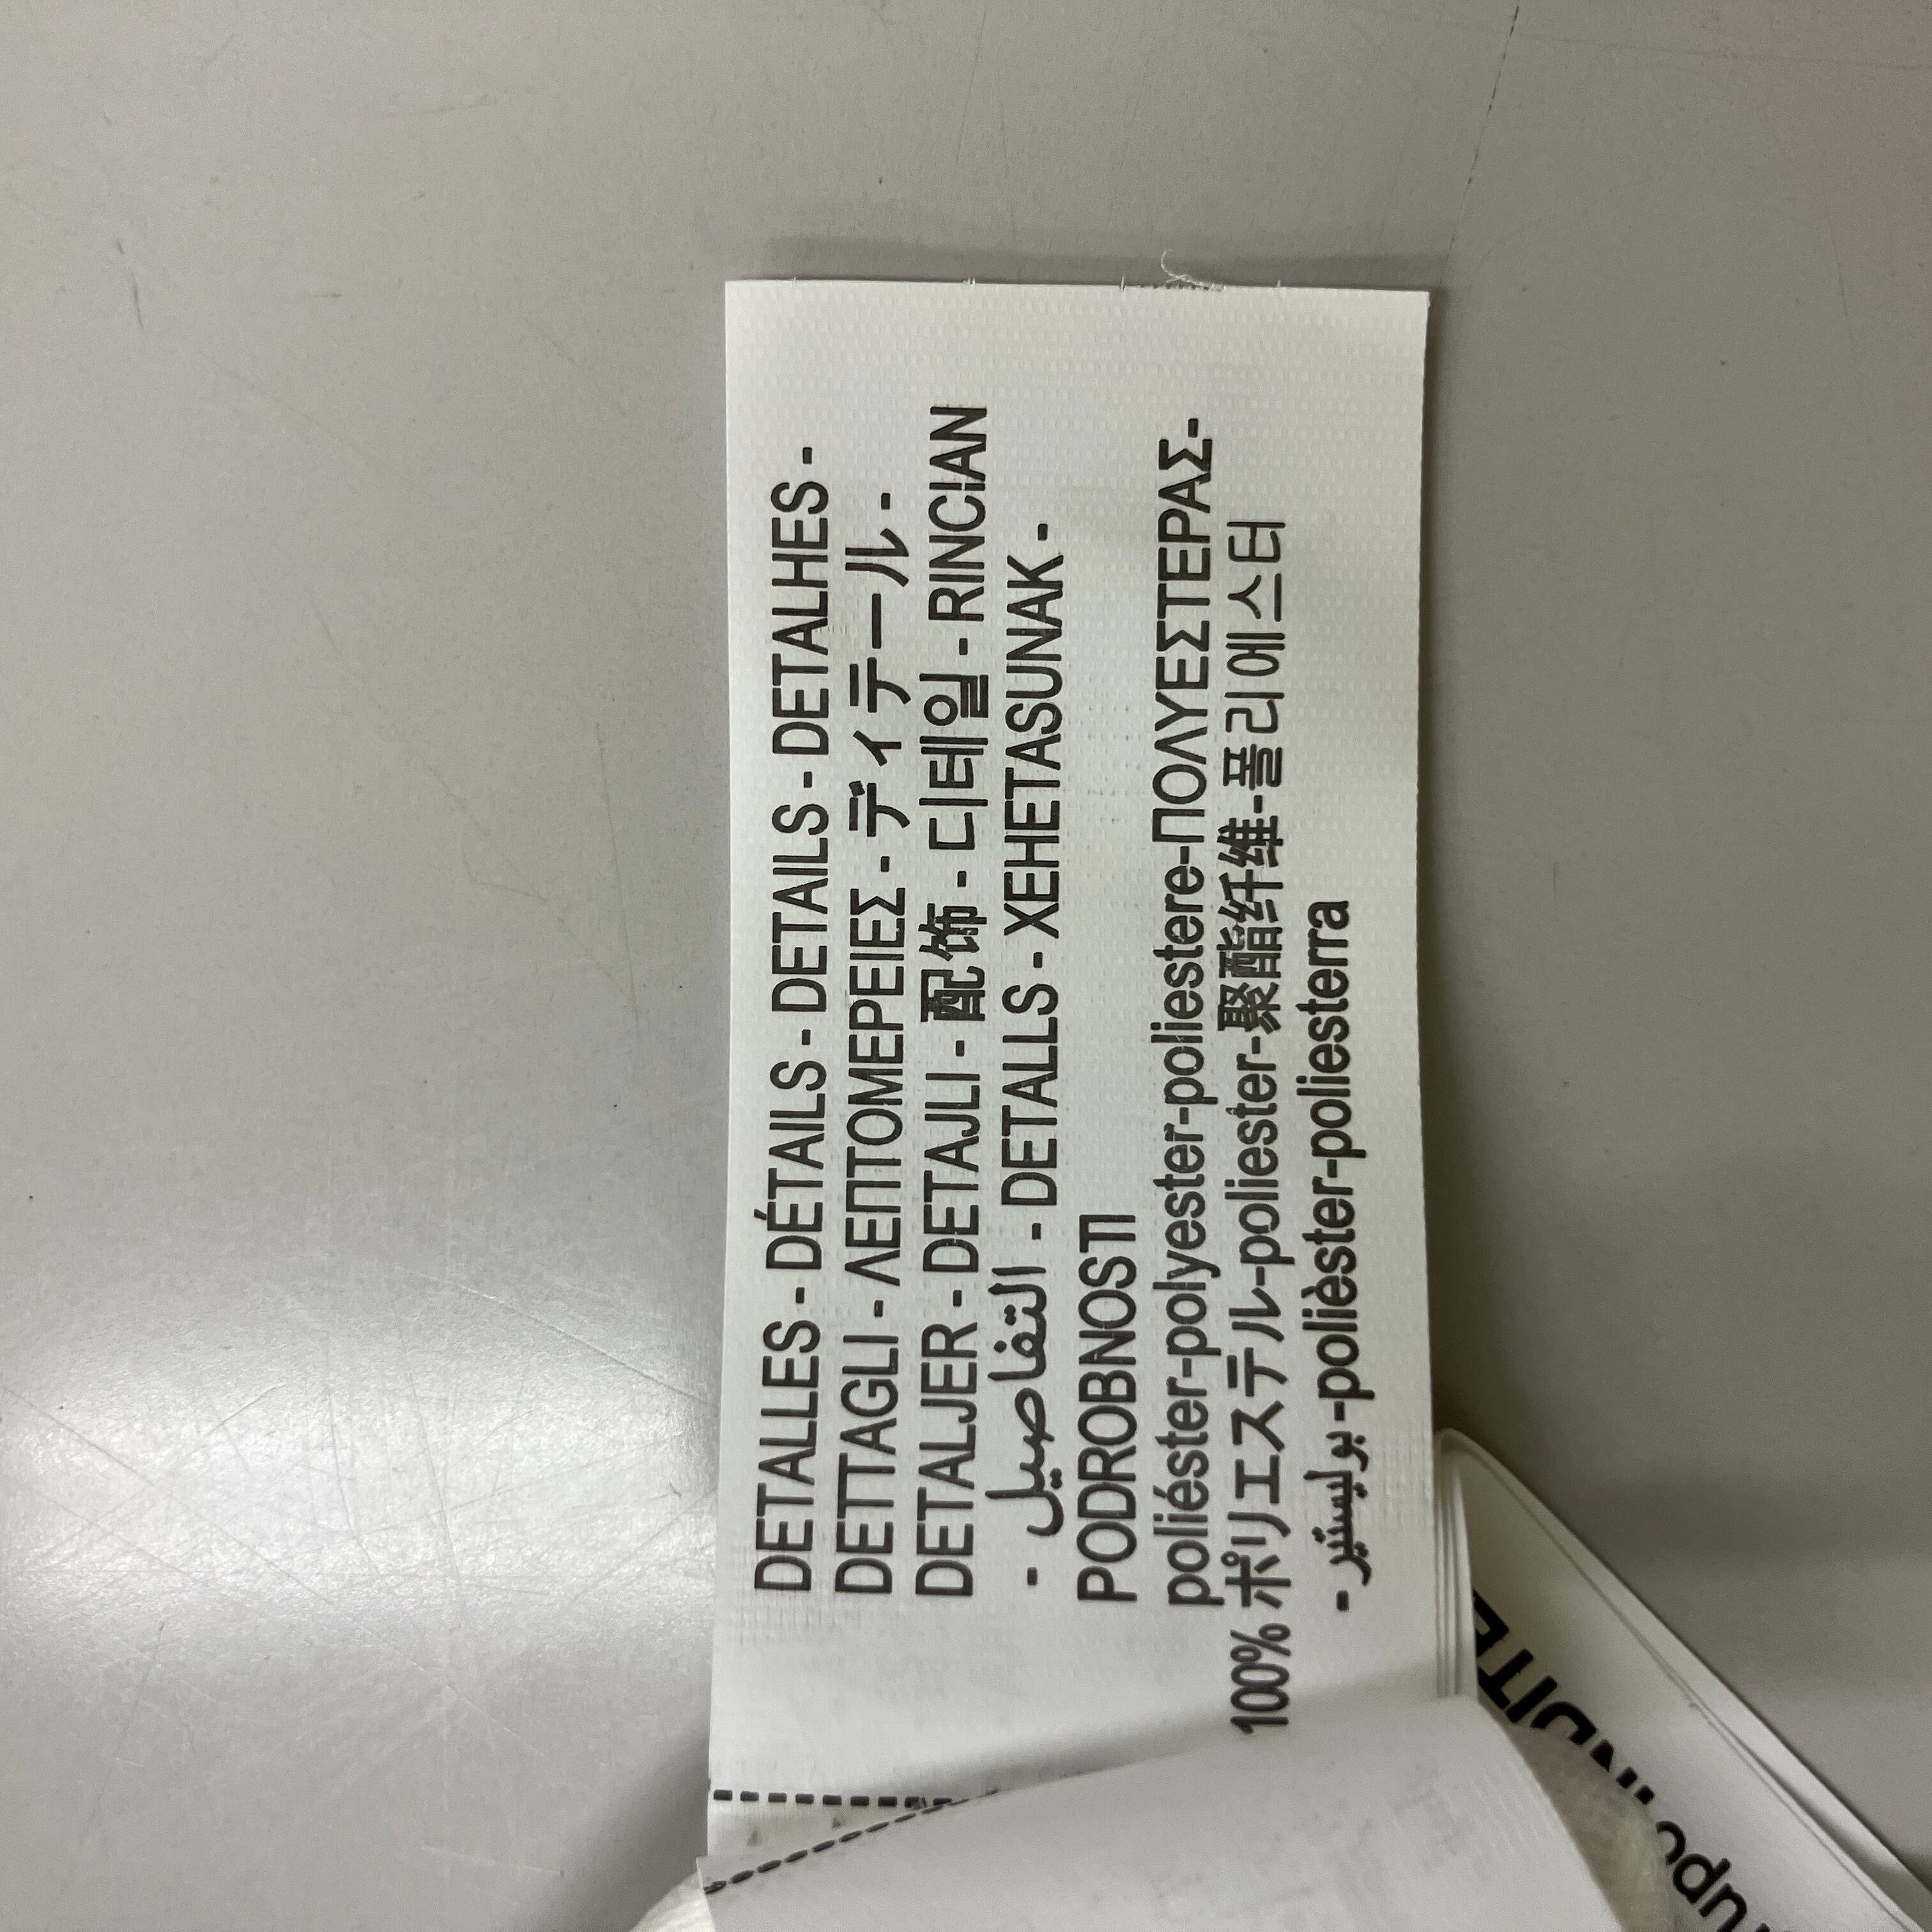 DETALLES - DÉTAILS - DETAILS - DETALHES -
DETTAGLI - ΛΕΠΤΟΜΕΡΕΙΕΣ - ディテール -
DETALJER - DETAJLI - 配饰 - 디테일 - RINCIAN
- التفاصيل - DETALLS - XEHETASUNAK -
PODROBNOSTI
poliéster-polyester-poliestere-ΠΟΛΥΕΣΤΕΡΑΣ-
100% ポリエステル-poliester-聚酯纤维-폴리에스터
- بوليستير -polièster-poliesterra
INDITE
upo